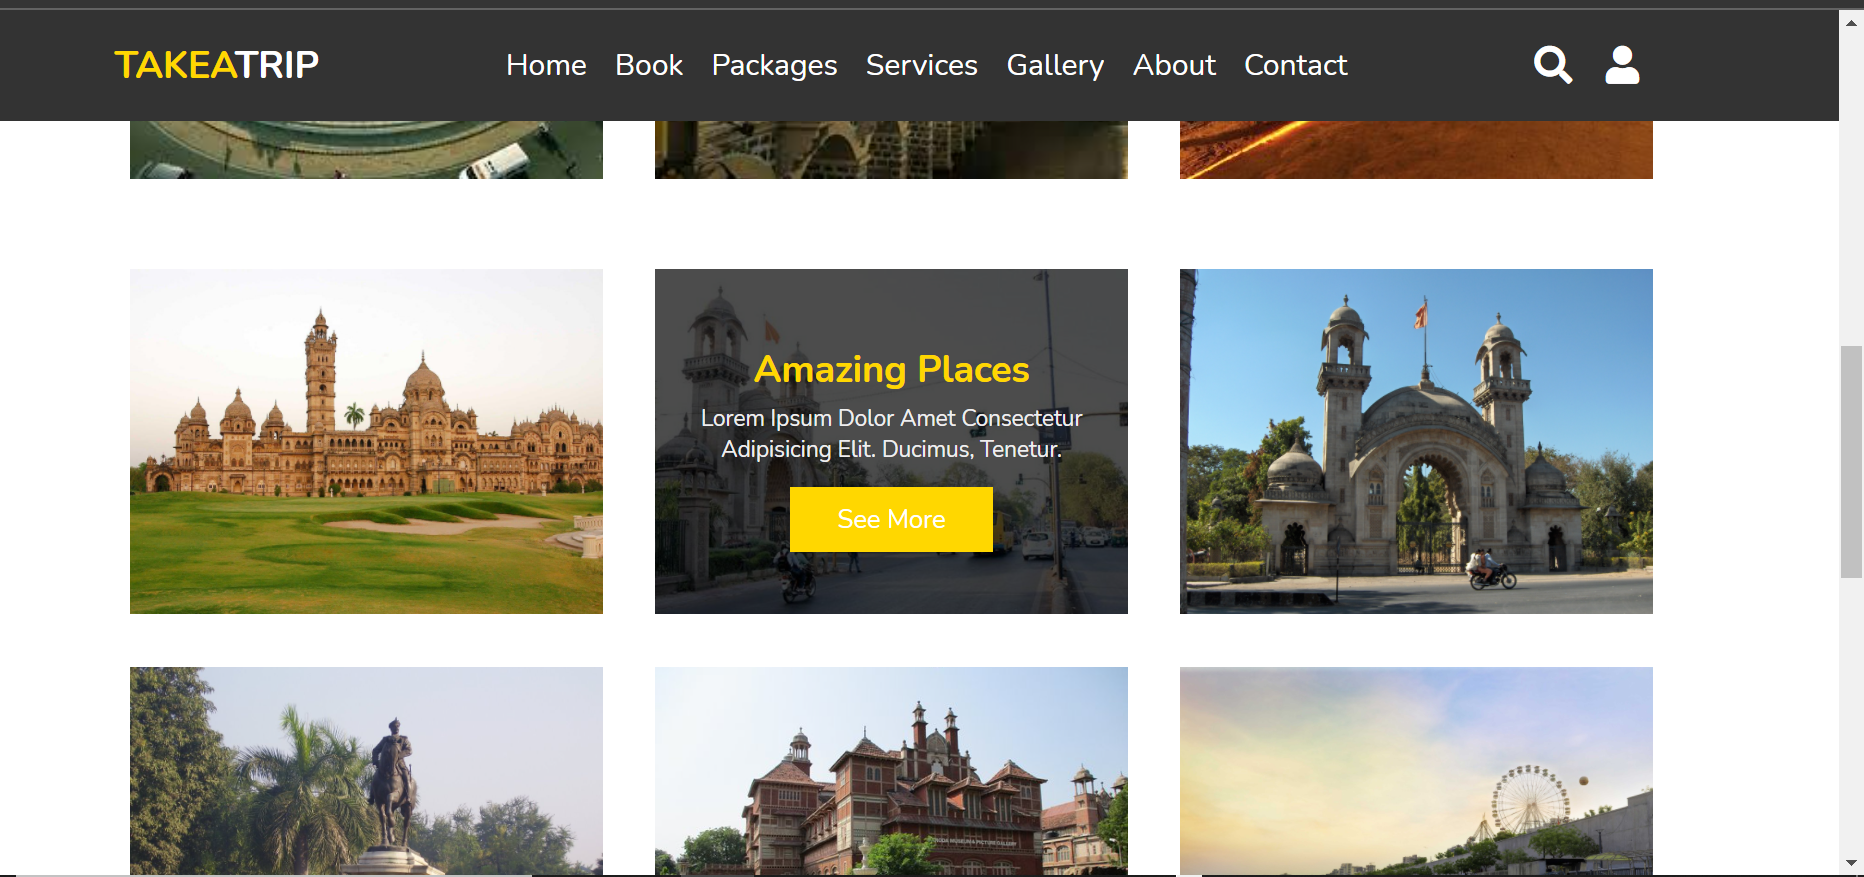 TAKEATRIP
Home Book Packages Services Gallery About Contact
Amazing Places
Lorem Ipsum Dolor Amet Consectetur
Adipisicing Elit. Ducimus, Tenetur.
See More